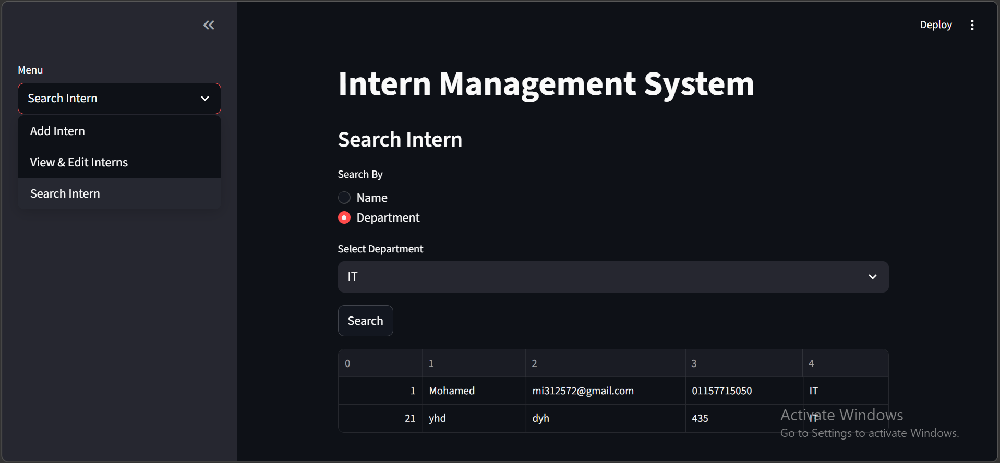 Deploy
Menu
Search Intern
Add Intern
View & Edit Interns
Search Intern
Intern Management System
Search Intern
Search By
Name
Department
Select Department
IT
Search
0 1 2 3 4
1 Mohamed mi312572@gmail.com 01157715050 IT
21 yhd dyh 435 IT
Activate Windows
Go to Settings to activate Windows.